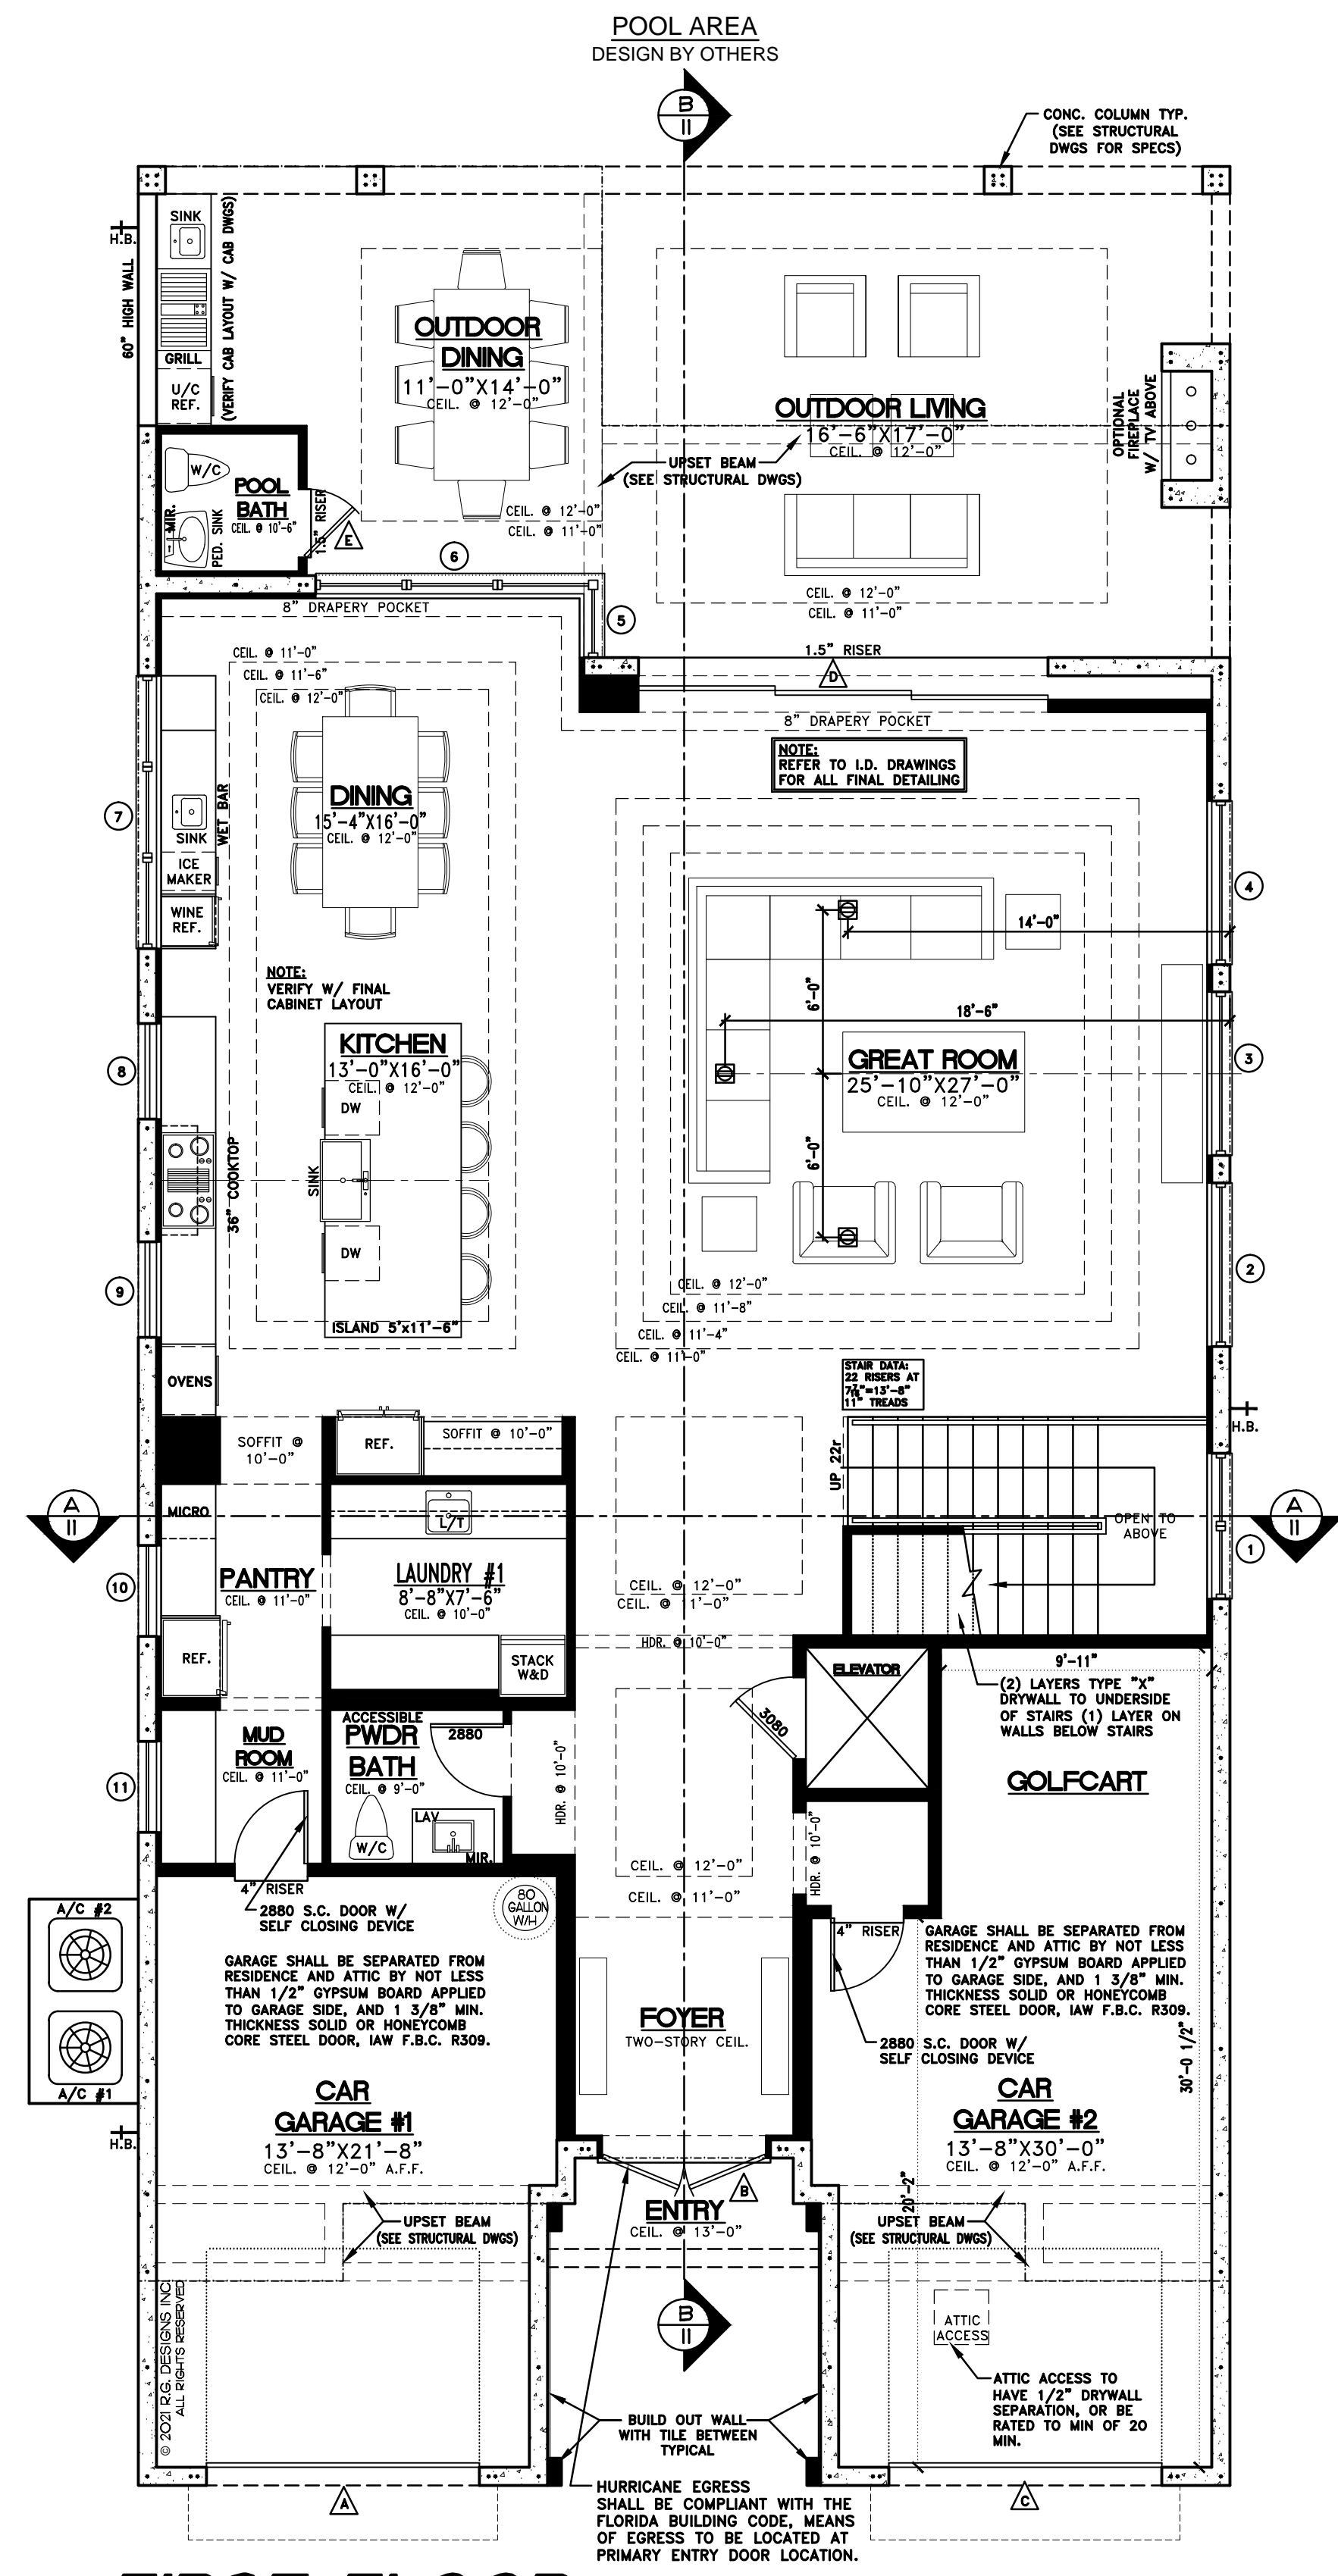 POOL AREA
DESIGN BY OTHERS
B
11
CONC. COLUMN TYP.
(SEE STRUCTURAL
DWGS FOR SPECS)
SINK
H.B.
60" HIGH WALL
(VERIFY CAB LAYOUT W/ CAB DWGS)
GRILL
U/C
REF.
OUTDOOR
DINING
11'-0"X14'-0"
CEIL. @ 12'-0"
OUTDOOR LIVING
16'-6"X17'-0"
CEIL. @ 12'-0"
OPTIONAL
FIREPLACE
W/ TV ABOVE
UPSET BEAM
(SEE STRUCTURAL DWGS)
W/C
POOL
BATH
CEIL. @ 10'-6"
MIR.
PED. SINK
1.5" RISER
E
CEIL. @ 12'-0"
CEIL. @ 11'-0"
6
5
8" DRAPERY POCKET
CEIL. @ 12'-0"
CEIL. @ 11'-0"
1.5" RISER
D
8" DRAPERY POCKET
CEIL. @ 11'-0"
CEIL. @ 11'-6"
CEIL. @ 12'-0"
NOTE:
REFER TO I.D. DRAWINGS
FOR ALL FINAL DETAILING
7
SINK
WET BAR
ICE
MAKER
WINE
REF.
DINING
15'-4"X16'-0"
CEIL. @ 12'-0"
4
14'-0"
NOTE:
VERIFY W/ FINAL
CABINET LAYOUT
6'-0"
18'-6"
KITCHEN
13'-0"X16'-0"
CEIL. @ 12'-0"
DW
8
GREAT ROOM
25'-10"X27'-0"
CEIL. @ 12'-0"
3
36" COOKTOP
SINK
6'-0"
DW
9
2
CEIL. @ 12'-0"
CEIL. @ 11'-8"
CEIL. @ 11'-4"
CEIL. @ 11'-0"
ISLAND 5'x11'-6"
OVENS
STAIR DATA:
22 RISERS AT
7 7/16"=13'-8"
11" TREADS
H.B.
SOFFIT @
10'-0"
REF.
SOFFIT @ 10'-0"
UP 22r
A
11
MICRO
L/T
OPEN TO
ABOVE
A
11
1
10
PANTRY
CEIL. @ 11'-0"
LAUNDRY #1
8'-8"X7'-6"
CEIL. @ 10'-0"
CEIL. @ 12'-0"
CEIL. @ 11'-0"
REF.
STACK
W&D
HDR. @ 10'-0"
ELEVATOR
9'-11"
(2) LAYERS TYPE "X"
DRYWALL TO UNDERSIDE
OF STAIRS (1) LAYER ON
WALLS BELOW STAIRS
3080
MUD
ROOM
CEIL. @ 11'-0"
ACCESSIBLE
PWDR
BATH
CEIL. @ 9'-0"
2880
HDR. @ 10'-0"
GOLFCART
11
LAV
W/C
MIR.
HDR. @ 10'-0"
CEIL. @ 12'-0"
CEIL. @ 11'-0"
4" RISER
80
GALLON
W/H
A/C #2
2880 S.C. DOOR W/
SELF CLOSING DEVICE
4" RISER
GARAGE SHALL BE SEPARATED FROM
RESIDENCE AND ATTIC BY NOT LESS
THAN 1/2" GYPSUM BOARD APPLIED
TO GARAGE SIDE, AND 1 3/8" MIN.
THICKNESS SOLID OR HONEYCOMB
CORE STEEL DOOR, IAW F.B.C. R309.
GARAGE SHALL BE SEPARATED FROM
RESIDENCE AND ATTIC BY NOT LESS
THAN 1/2" GYPSUM BOARD APPLIED
TO GARAGE SIDE, AND 1 3/8" MIN.
THICKNESS SOLID OR HONEYCOMB
CORE STEEL DOOR, IAW F.B.C. R309.
FOYER
TWO-STORY CEIL.
2880 S.C. DOOR W/
SELF CLOSING DEVICE
30'-0 1/2"
A/C #1
H.B.
CAR
GARAGE #1
13'-8"X21'-8"
CEIL. @ 12'-0" A.F.F.
CAR
GARAGE #2
13'-8"X30'-0"
CEIL. @ 12'-0" A.F.F.
20'-2"
B
ENTRY
CEIL. @ 13'-0"
UPSET BEAM
(SEE STRUCTURAL DWGS)
UPSET BEAM
(SEE STRUCTURAL DWGS)
B
11
ATTIC
ACCESS
© 2021 R.G. DESIGNS INC
ALL RIGHTS RESERVED
ATTIC ACCESS TO
HAVE 1/2" DRYWALL
SEPARATION, OR BE
RATED TO MIN OF 20
MIN.
BUILD OUT WALL
WITH TILE BETWEEN
TYPICAL
A
C
HURRICANE EGRESS
SHALL BE COMPLIANT WITH THE
FLORIDA BUILDING CODE, MEANS
OF EGRESS TO BE LOCATED AT
PRIMARY ENTRY DOOR LOCATION.